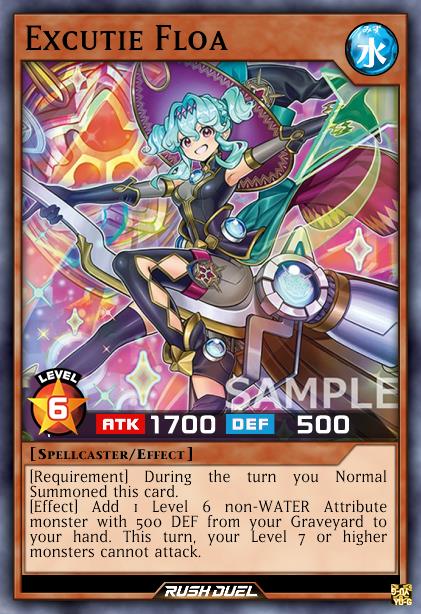 Excutie Floa
みず
水
SAMPLE
LEVEL
6
ATK 1700 DEF 500
[Spellcaster/Effect]
[Requirement] During the turn you Normal
Summoned this card.
[Effect] Add 1 Level 6 non-WATER Attribute
monster with 500 DEF from your Graveyard to
your hand. This turn, your Level 7 or higher
monsters cannot attack.
RUSH DUEL